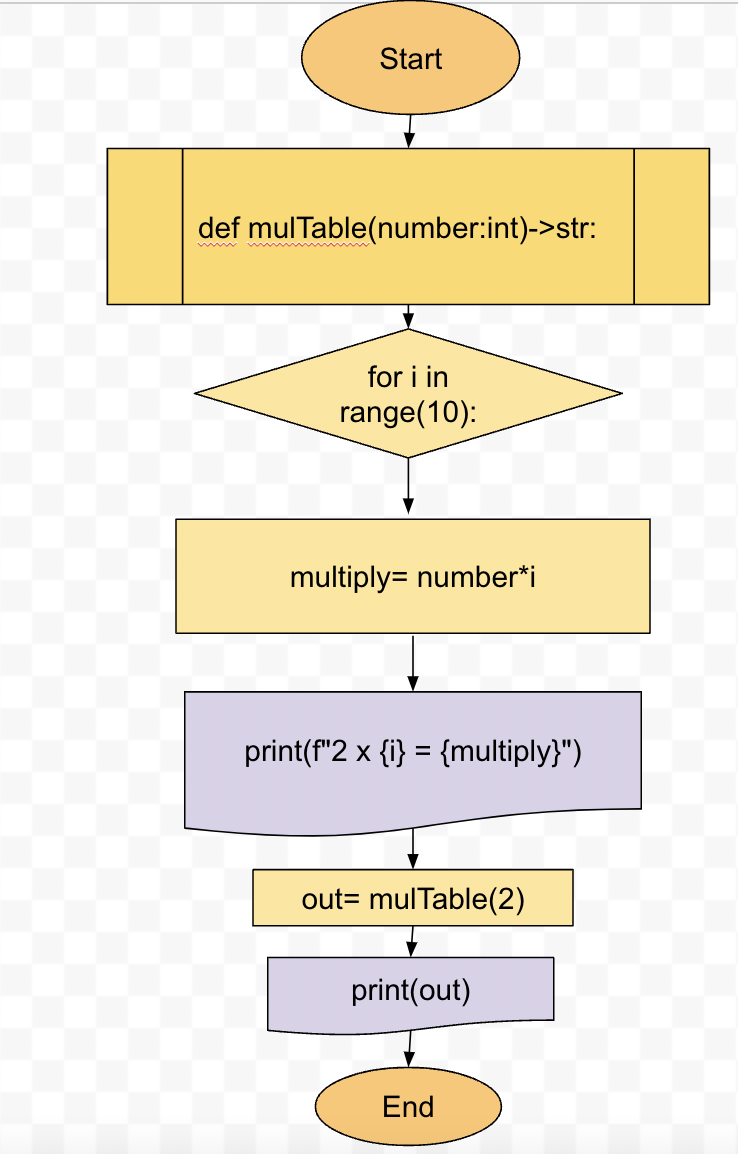 Start
def mulTable(number:int)->str:
for i in
range(10):
multiply= number*i
print(f"2 x {i} = {multiply}")
out= mulTable(2)
print(out)
End